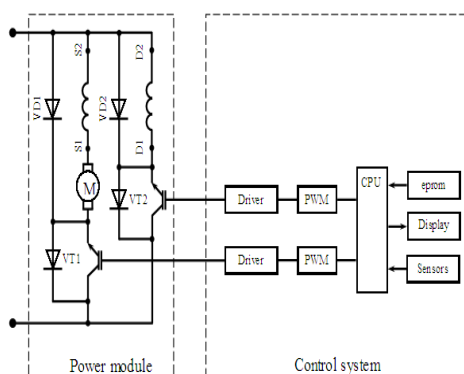 S2
D2
VD1
VD2
S1
D1
M
VT2
VT1
CPU
Driver
PWM
eprom
Display
Driver
PWM
Sensors
Power module
Control system